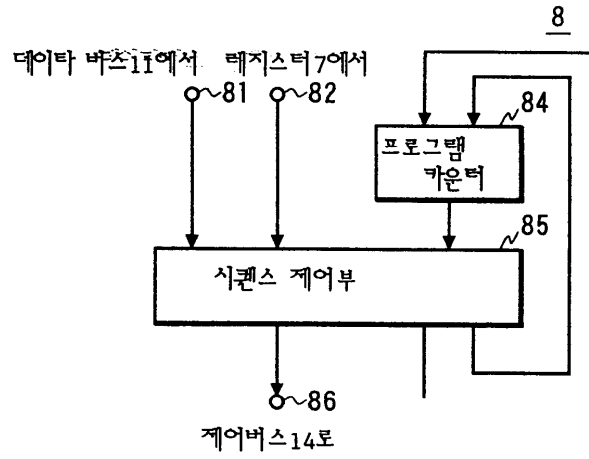 8
데이타 버스11에서 레지스터7에서
81 82
84
프로그램
카운터
85
시퀀스 제어부
86
제어버스14로